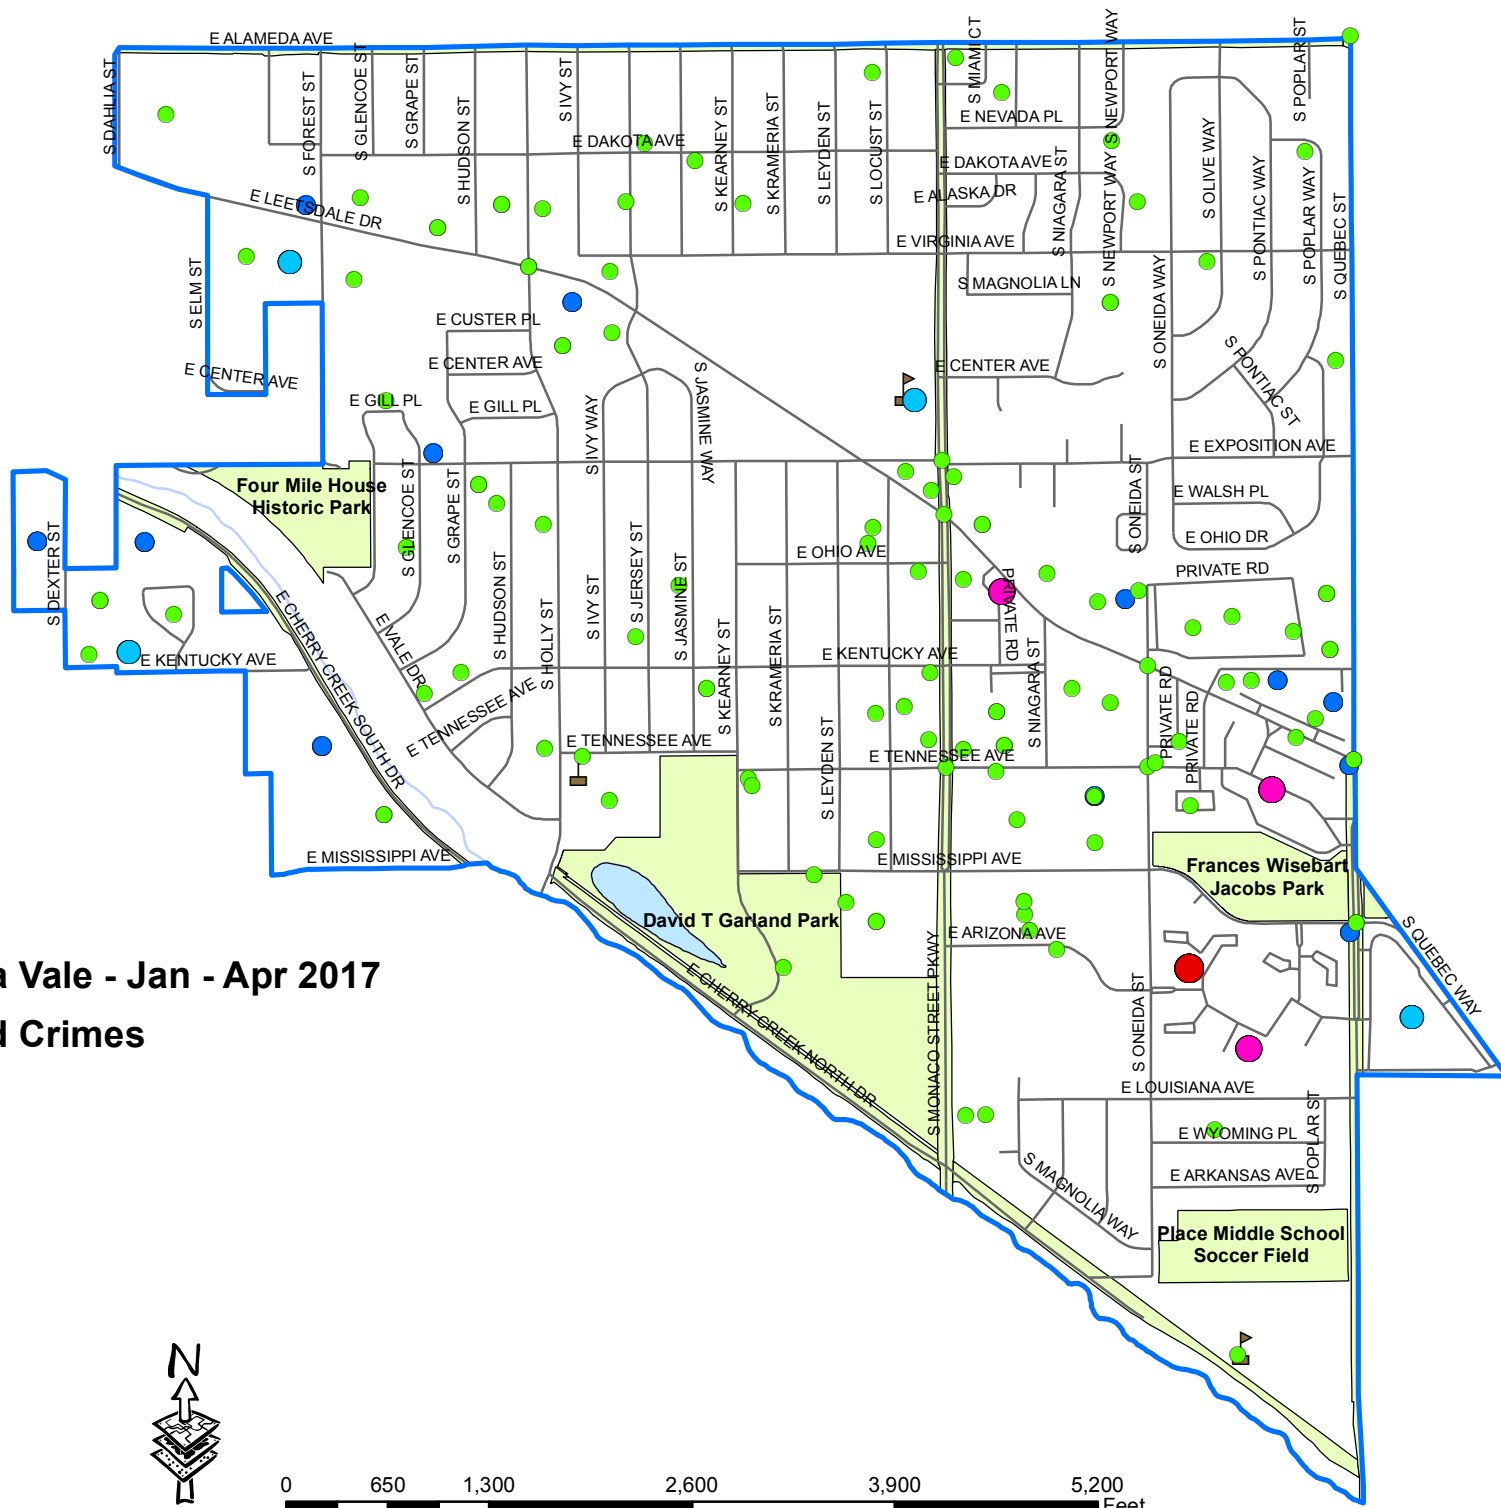 E ALAMEDA AVE
S DAHLIA ST
S FOREST ST
S GLENCOE ST
S GRAPE ST
S HUDSON ST
S IVY ST
E DAKOTA AVE
S KEARNEY ST
S KRAMERIA ST
S LEYDEN ST
S LOCUST ST
S MIAMI CT
S NEWPORT WAY
E NEVADA PL
S POPLAR ST
E DAKOTA AVE
E ALASKA DR
S NIAGARA ST
S NEWPORT WAY
S OLIVE WAY
S PONTIAC WAY
S POPLAR WAY
S QUEBEC ST
E LEETSDALE DR
E VIRGINIA AVE
S MAGNOLIA LN
S ONEIDA WAY
S ELM ST
E CUSTER PL
E CENTER AVE
E CENTER AVE
E CENTER AVE
S PONTIAC ST
E GILL PL
E GILL PL
S IVY WAY
S JASMINE WAY
E EXPOSITION AVE
Four Mile House
Historic Park
S GLENCOE ST
S GRAPE ST
E WALSH PL
S ONEIDA ST
E OHIO DR
S DEXTER ST
E OHIO AVE
PRIVATE RD
PRIVATE RD
S HUDSON ST
S HOLLY ST
S IVY ST
S JERSEY ST
S JASMINE ST
S KEARNEY ST
S KRAMERIA ST
E CHERRY CREEK SOUTH DR
E VALE DR
E KENTUCKY AVE
E KENTUCKY AVE
S NIAGARA ST
PRIVATE RD
PRIVATE RD
E TENNESSEE AVE
E TENNESSEE AVE
E TENNESSEE AVE
S LEYDEN ST
E MISSISSIPPI AVE
E MISSISSIPPI AVE
Frances Wisebart
Jacobs Park
David T Garland Park
E ARIZONA AVE
S QUEBEC WAY
a Vale - Jan - Apr 2017
d Crimes
E CHERRY CREEK NORTH DR
S MONACO STREET PKWY
S ONEIDA ST
E LOUISIANA AVE
E WYOMING PL
S POPLAR ST
E ARKANSAS AVE
S MAGNOLIA WAY
Place Middle School
Soccer Field
N
0 650 1,300 2,600 3,900 5,200
Feet